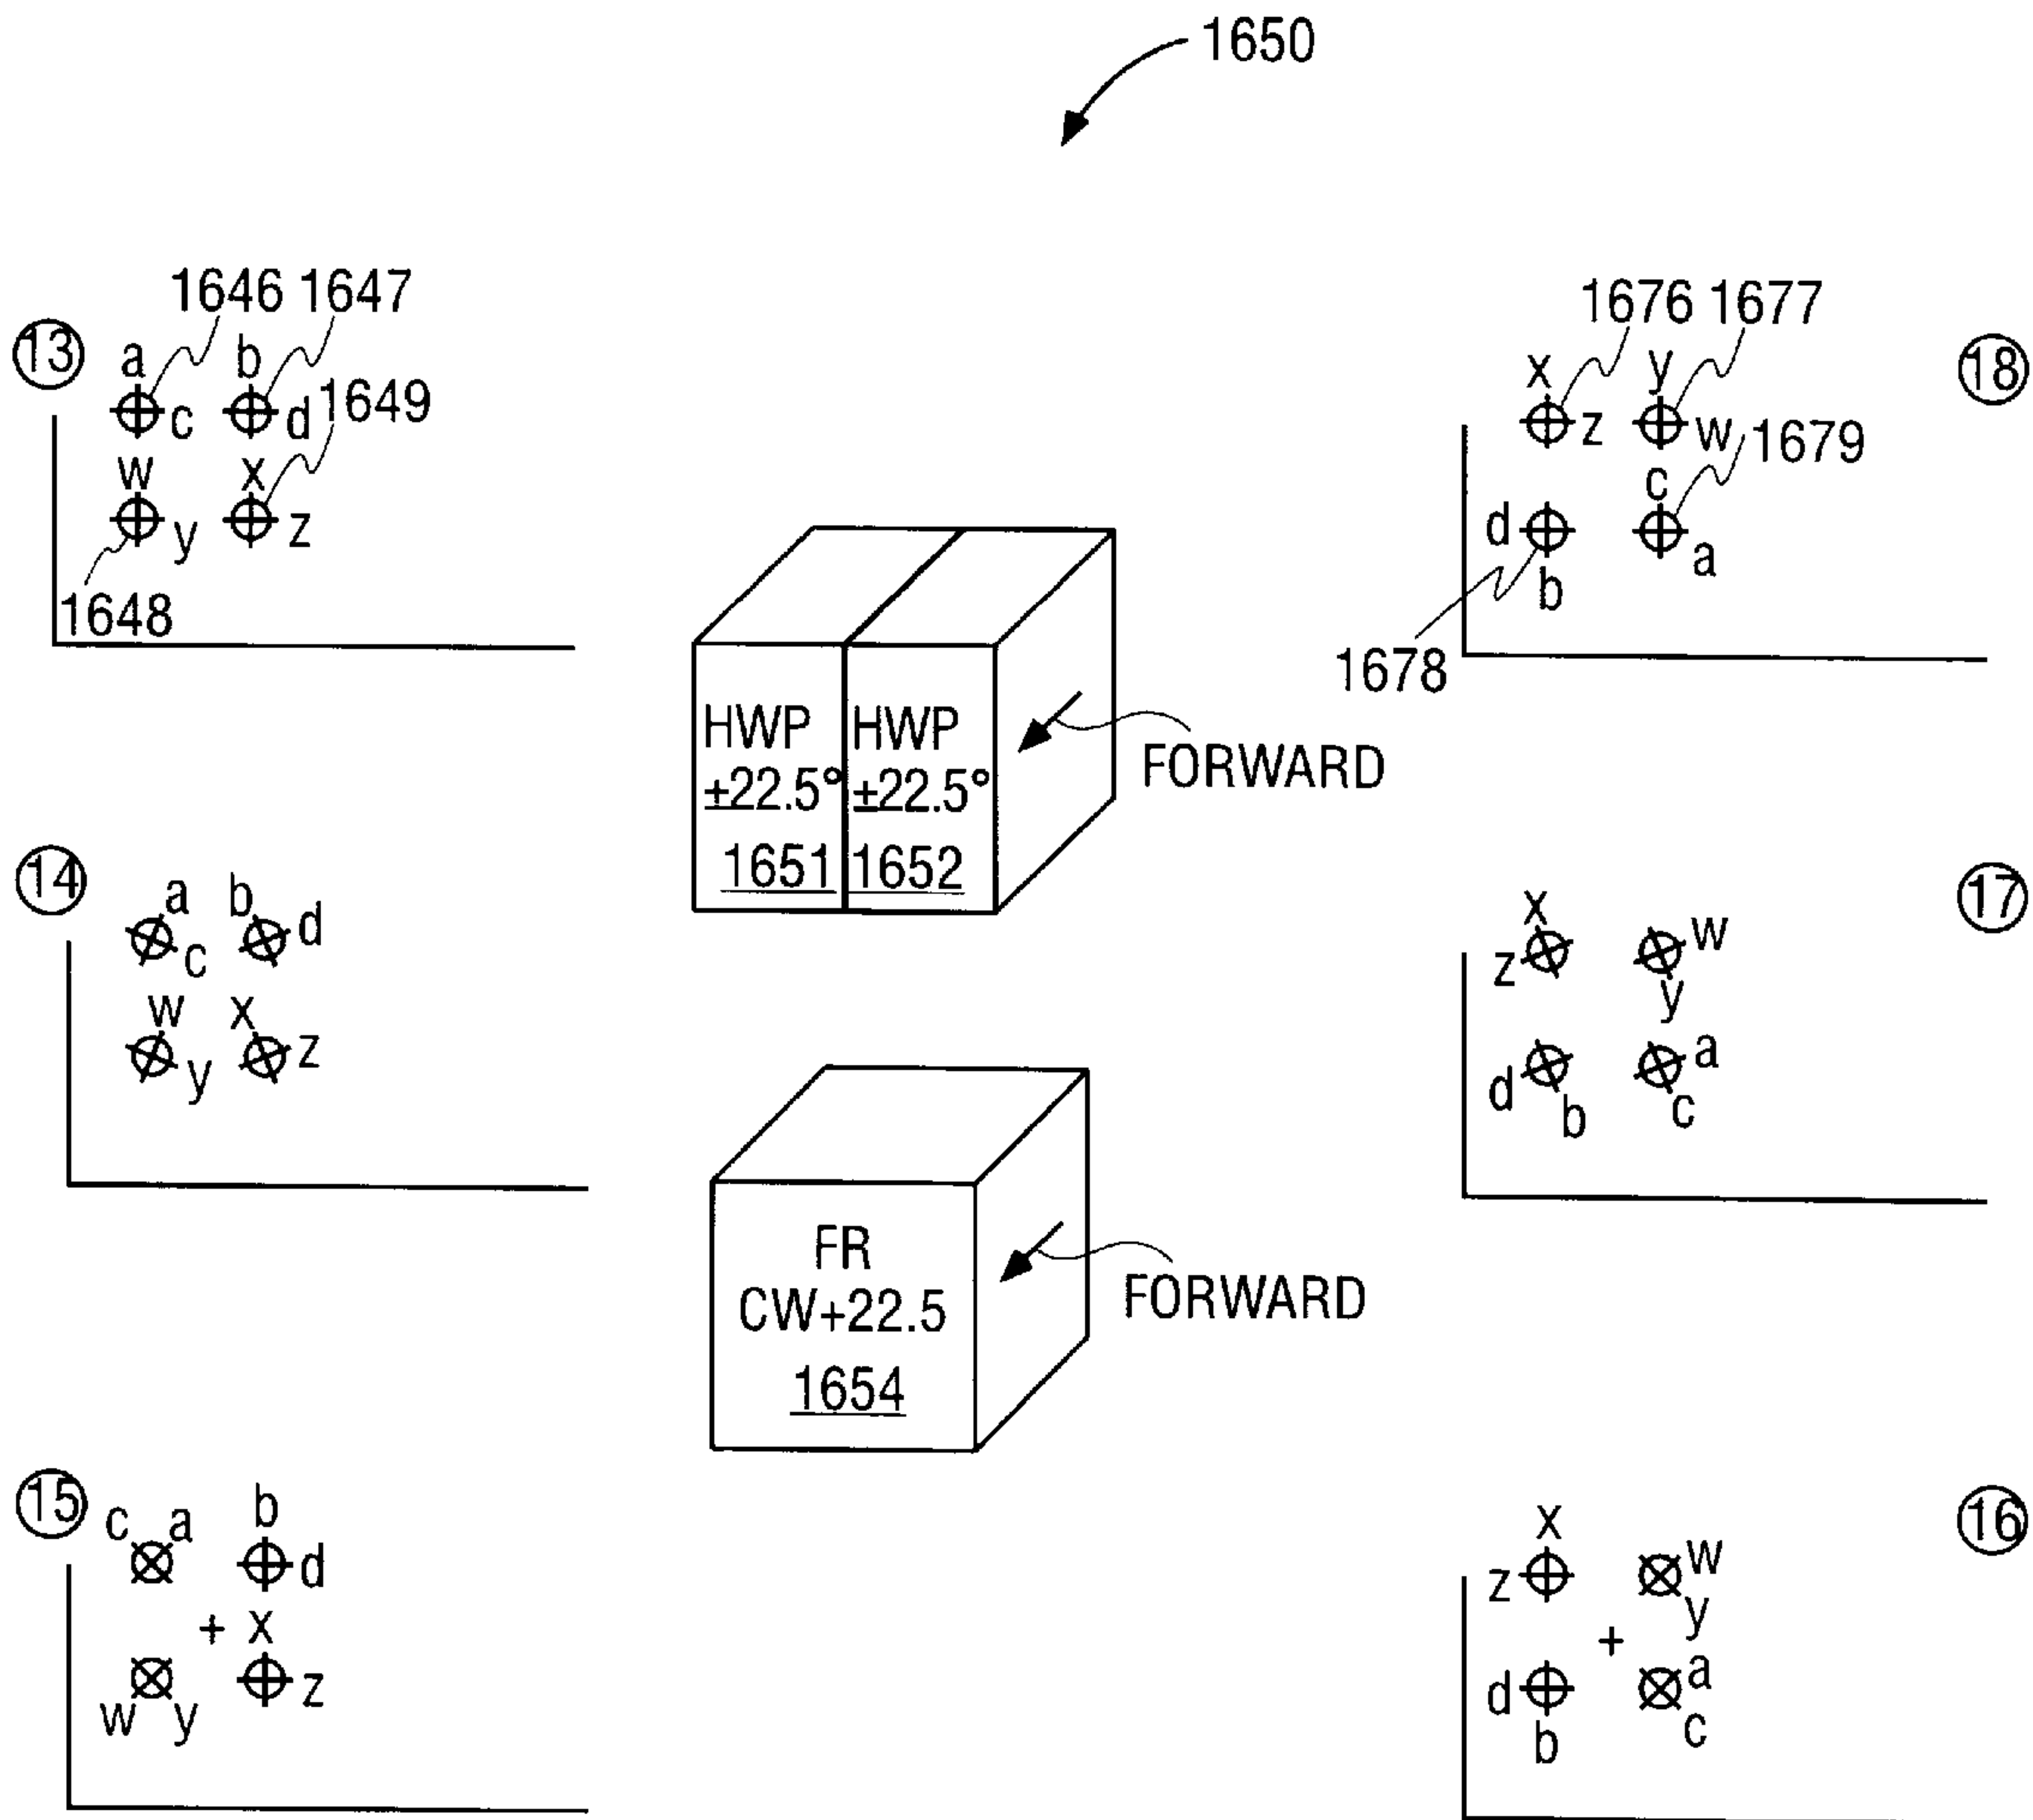 1650
1646 1647
13 a b
c d 1649
w x
y z
1648
1676 1677
18
x y
z w 1679
c
d
a
b
1678
HWP HWP
±22.5° ±22.5°
1651 1652
FORWARD
14
a b d
c
w x
z
y
17
x w
z
y
a
d
b c
FR
CW+22.5
1654
FORWARD
15
c a b
d
+ x
z
w y
16
x
w
z
y
+
a
d
c
b